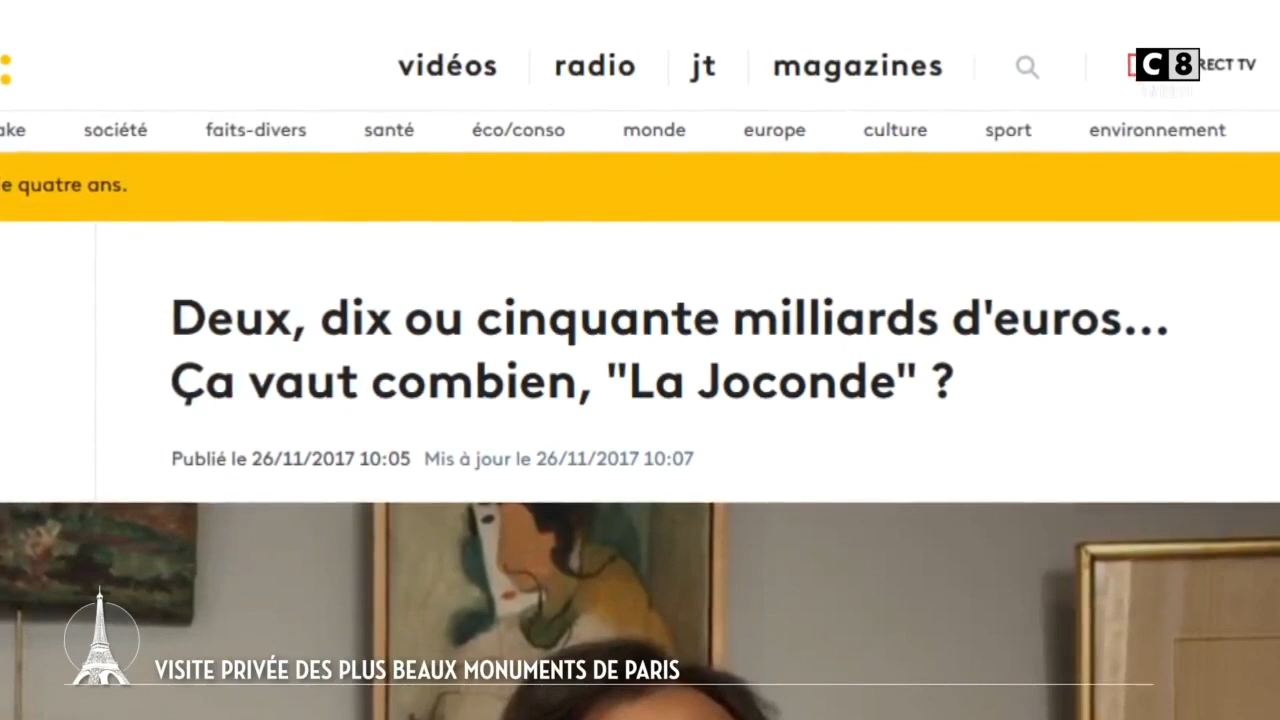 vidéos radio jt magazines
C8
RECT TV
ake société faits-divers santé éco/conso monde europe culture sport environnement
e quatre ans.
Deux, dix ou cinquante milliards d'euros...
Ça vaut combien, "La Joconde" ?
Publié le 26/11/2017 10:05 Mis à jour le 26/11/2017 10:07
VISITE PRIVÉE DES PLUS BEAUX MONUMENTS DE PARIS